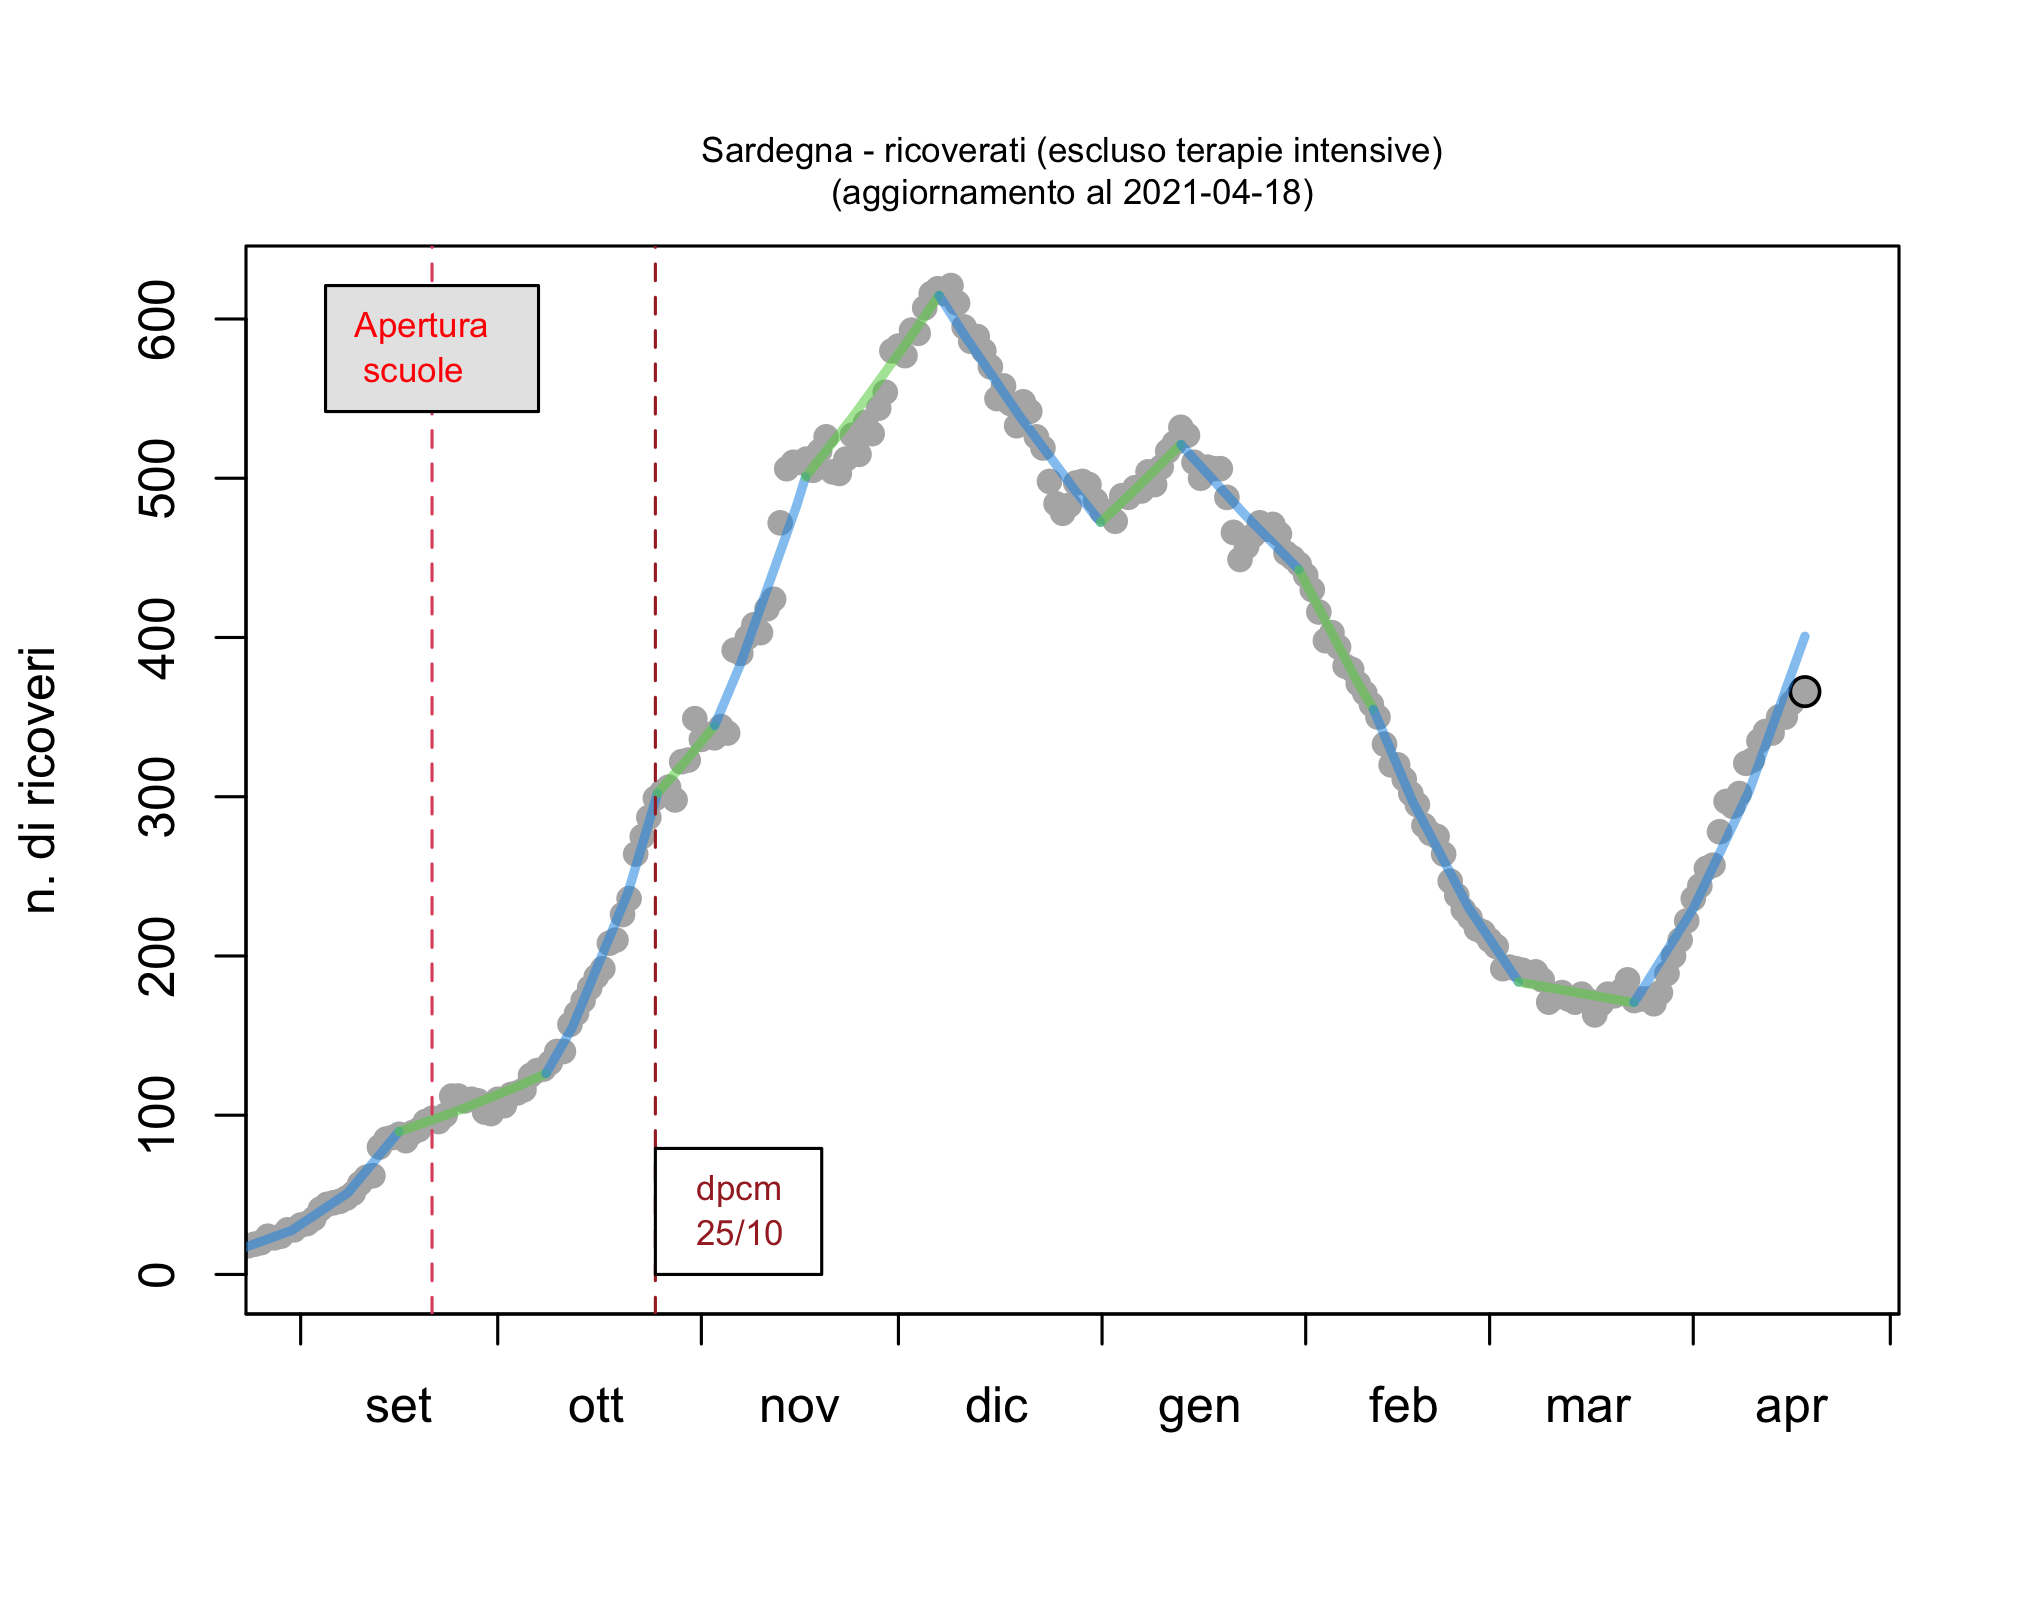 Sardegna - ricoverati (escluso terapie intensive)
(aggiornamento al 2021-04-18)
n. di ricoveri
600
500
400
300
200
100
0
Apertura
scuole
dpcm
25/10
set ott nov dic gen feb mar apr